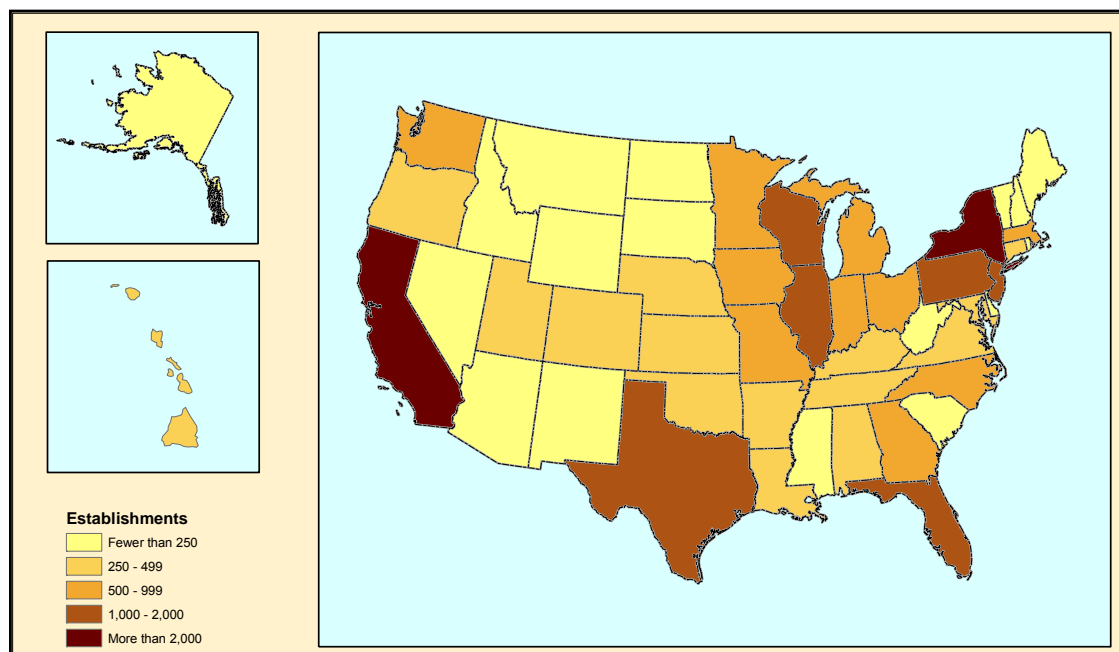 Establishments
Fewer than 250
250 - 499
500 - 999
1,000 - 2,000
More than 2,000